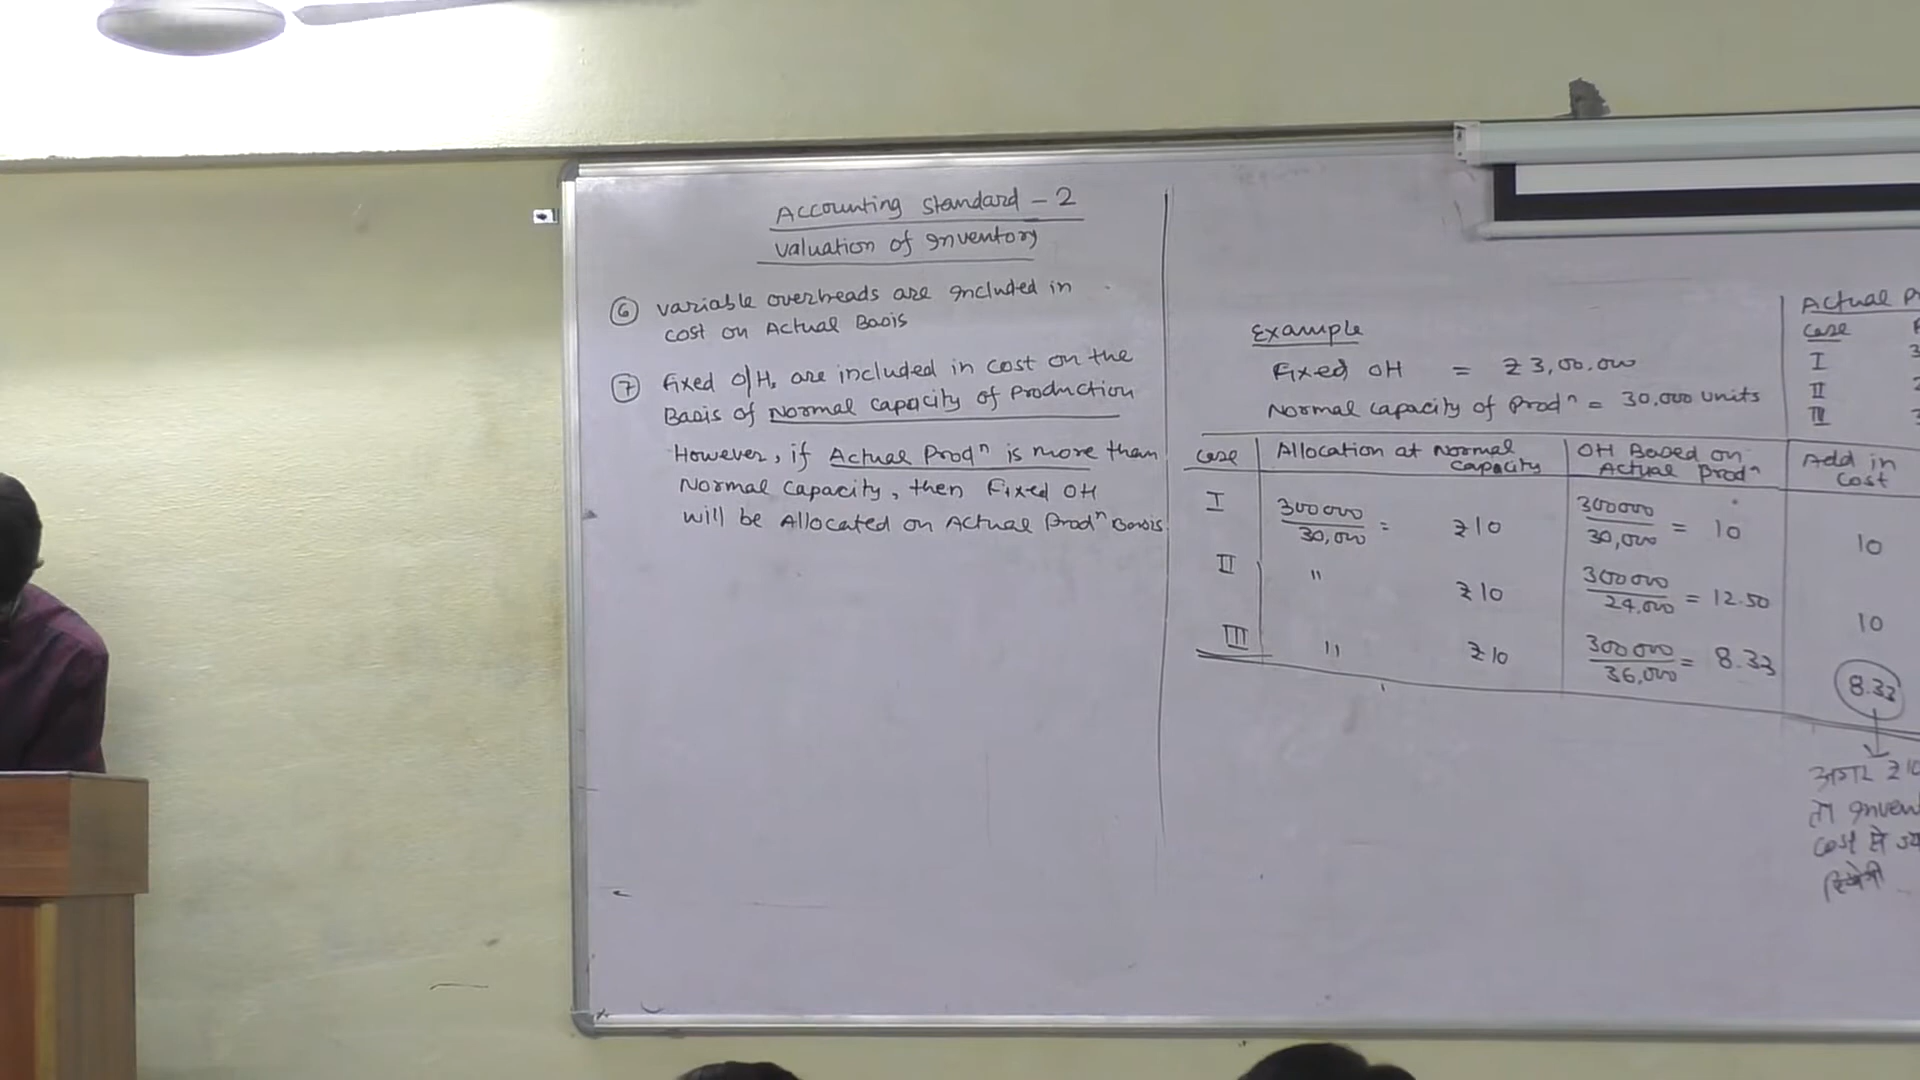 Accounting Standard - 2
Valuation of Inventory
⑥ Variable overheads are included in
cost on Actual Basis
⑦ Fixed O/Hs are included in cost on the
Basis of Normal capacity of Production
However, if Actual Prodⁿ is more than
Normal capacity, then Fixed OH
will be Allocated on Actual Prodⁿ Basis
Example
Fixed OH = ₹3,00,000
Normal capacity of Prodⁿ = 30,000 units
Actual
Case
I
II
III
Case | Allocation at Normal capacity | OH Based on Actual Prodⁿ | Add in cost
I | 300000/30,000 = ₹10 | 300000/30,000 = 10 | 10
II | " ₹10 | 300000/24,000 = 12.50 | 10
III | " ₹10 | 300000/36,000 = 8.33 | 8.33
अगर ₹10
तो
cost से